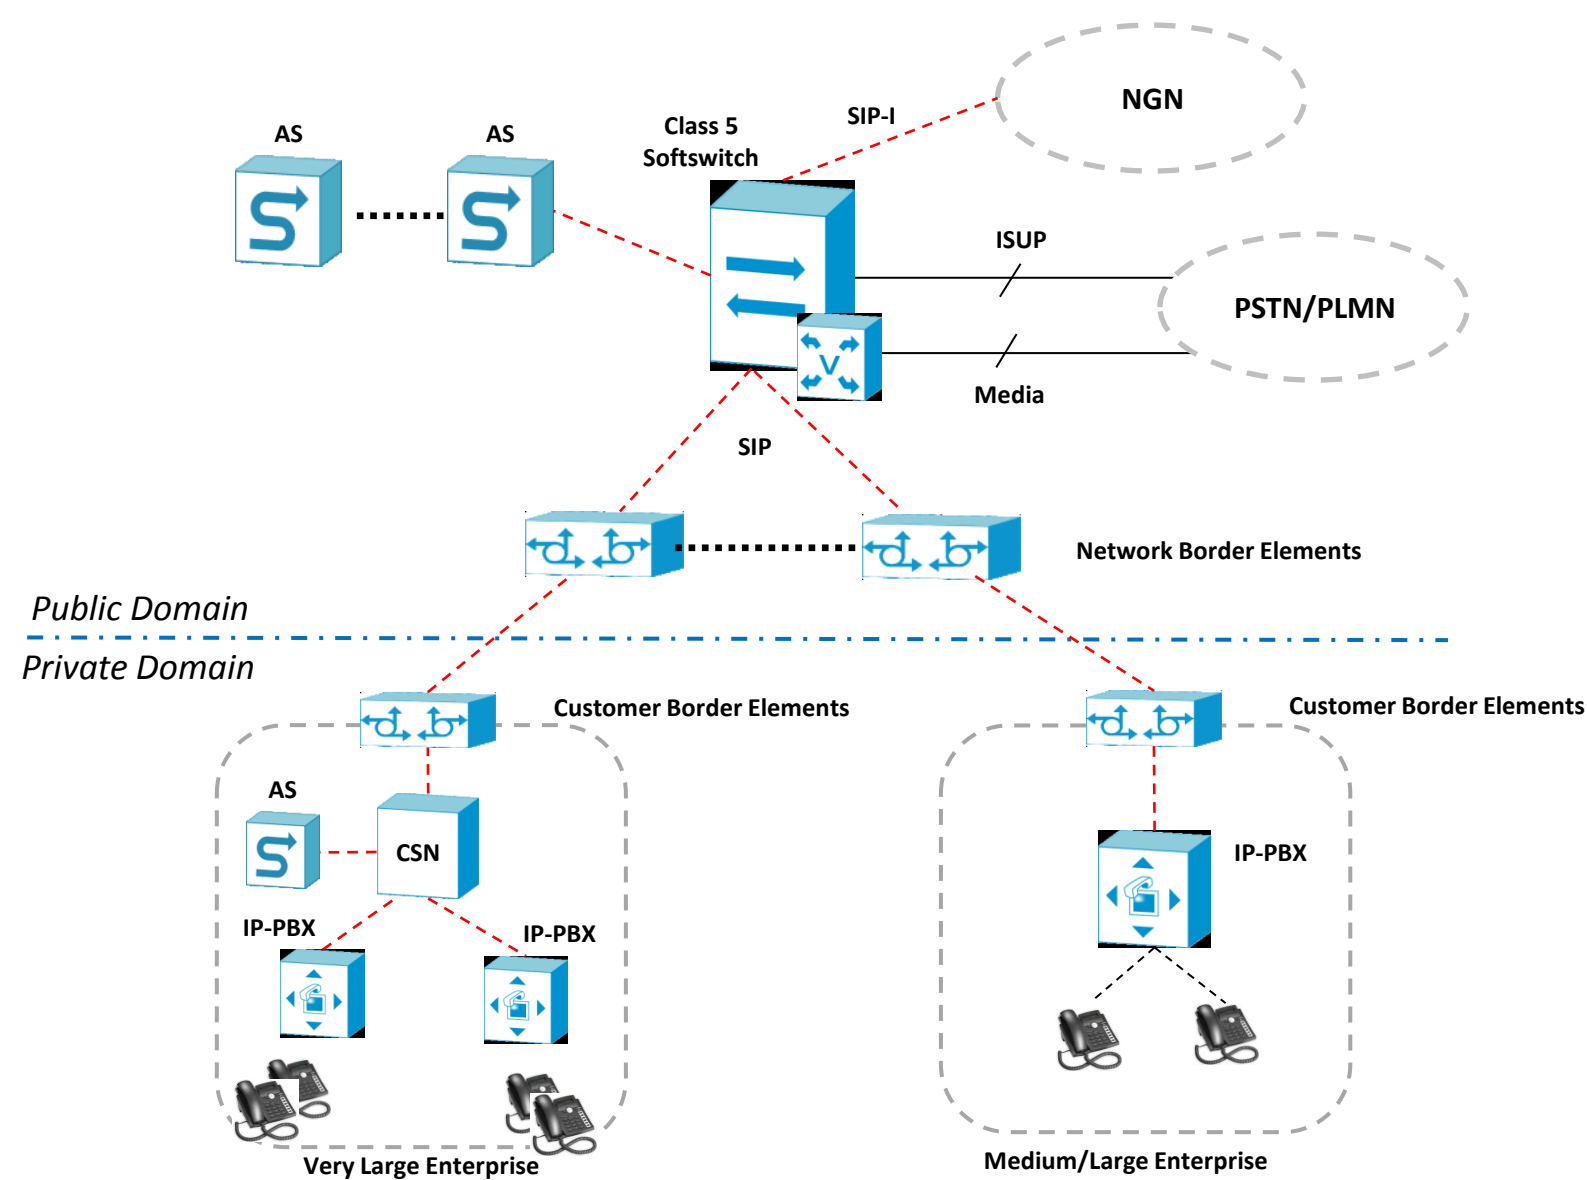 NGN
SIP-I
Class 5
Softswitch
AS
AS
ISUP
PSTN/PLMN
V
Media
SIP
Network Border Elements
Public Domain
Private Domain
Customer Border Elements
Customer Border Elements
AS
CSN
IP-PBX
IP-PBX
IP-PBX
Very Large Enterprise
Medium/Large Enterprise